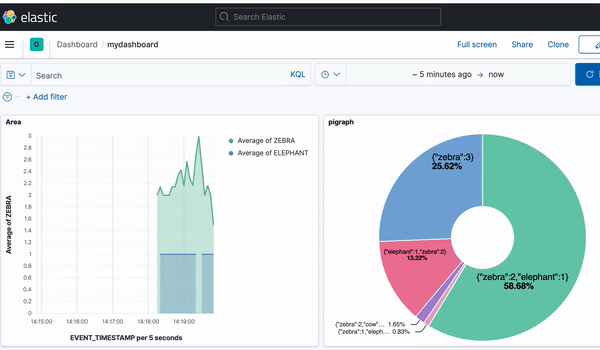 elastic
Search Elastic
D
Dashboard / mydashboard
Full screen
Share
Clone
Search
KQL
~ 5 minutes ago → now
+ Add filter
Area
pigraph
Average of ZEBRA
3
2.8
2.6
2.4
2.2
2
1.8
1.6
1.4
1.2
1
0.8
0.6
0.4
0.2
0
14:15:00
14:16:00
14:17:00
14:18:00
14:19:00
EVENT_TIMESTAMP per 5 seconds
Average of ZEBRA
Average of ELEPHANT
{"zebra":3}
25.62%
{"elephant":1,"zebra":2}
13.22%
{"zebra":2,"elephant":1}
58.68%
{"zebra":2,"cow"... 1.65%
{"zebra":1,"eleph... 0.83%